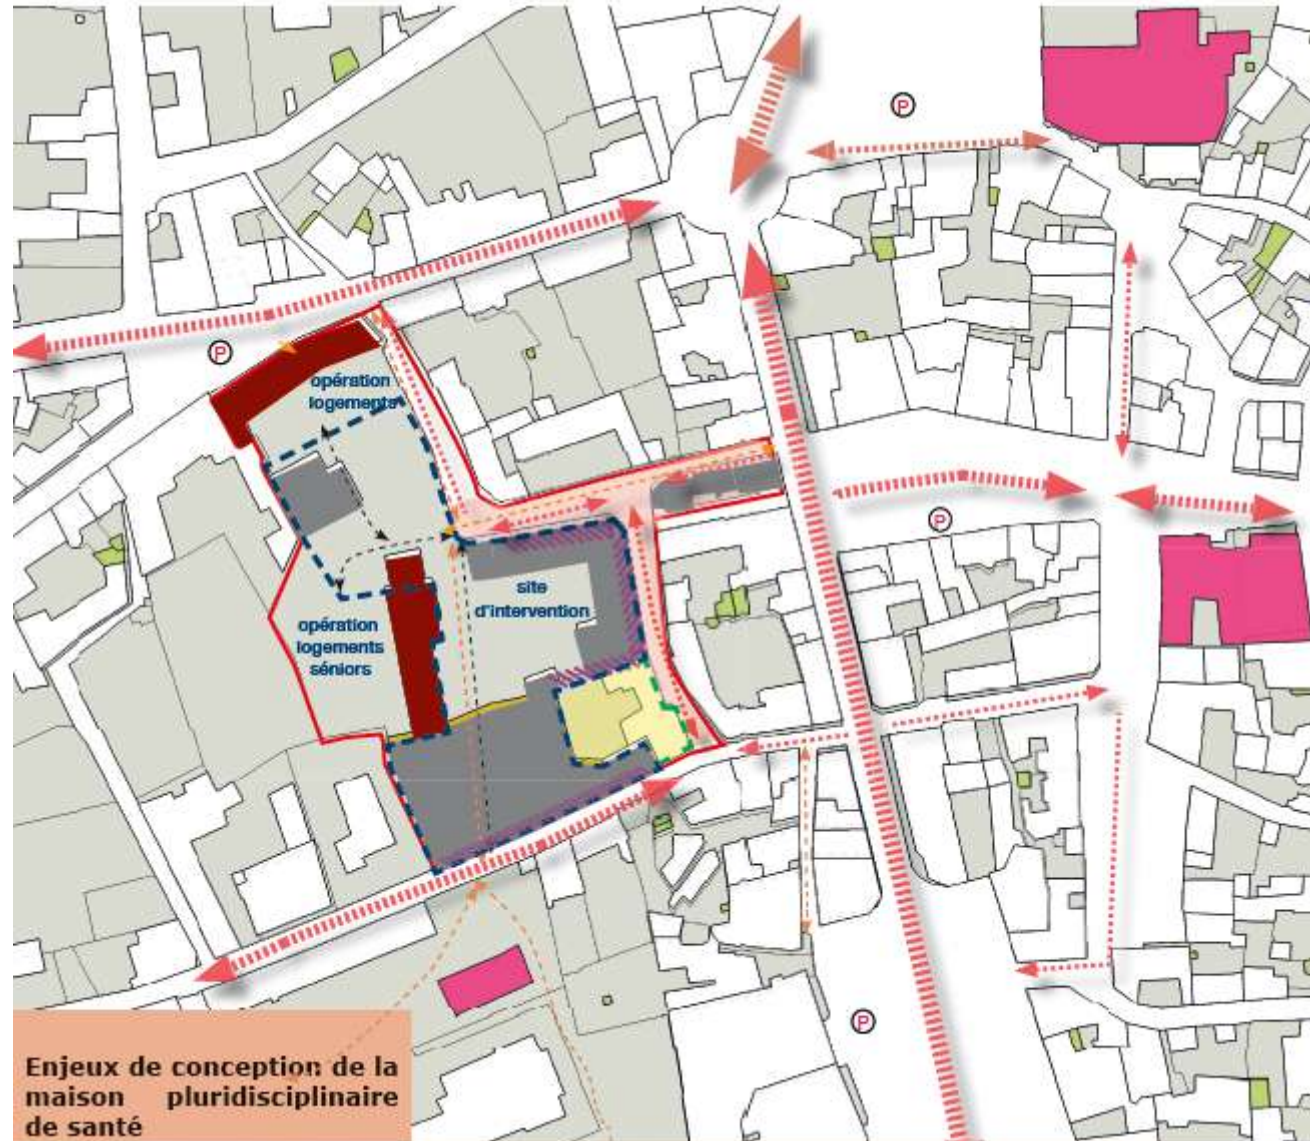 P
P
opération
logements
P
site
d'intervention
opération
logements
séniors
P
Enjeux de conception de la
maison pluridisciplinaire
de santé